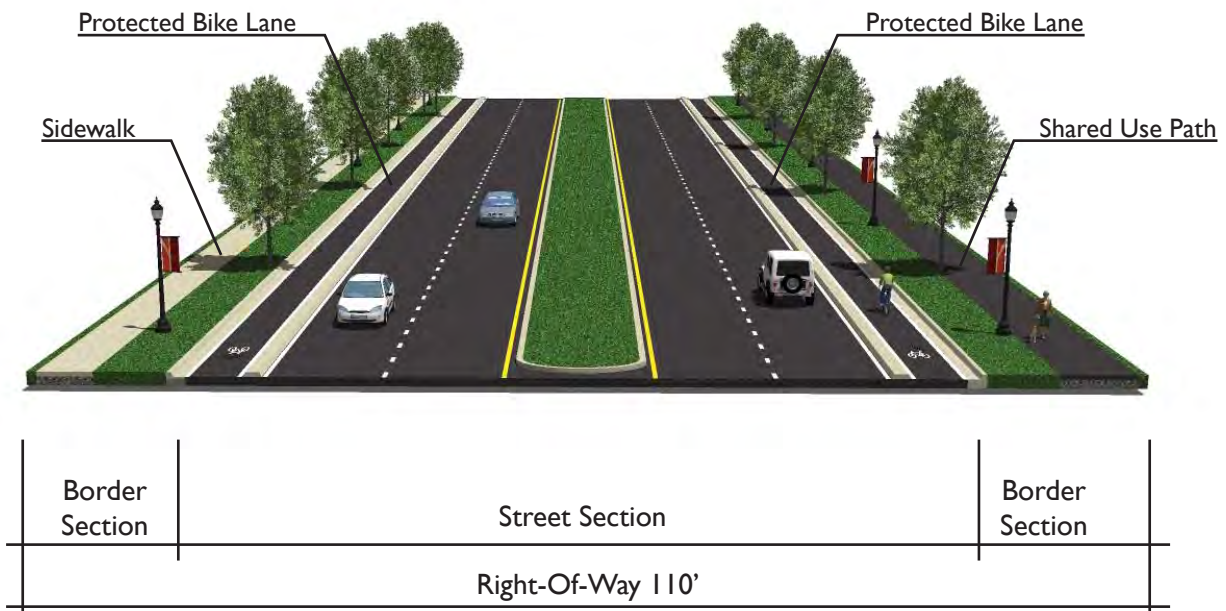 Protected Bike Lane
Protected Bike Lane
Sidewalk
Shared Use Path
Border
Section
Street Section
Border
Section
Right-Of-Way 110’